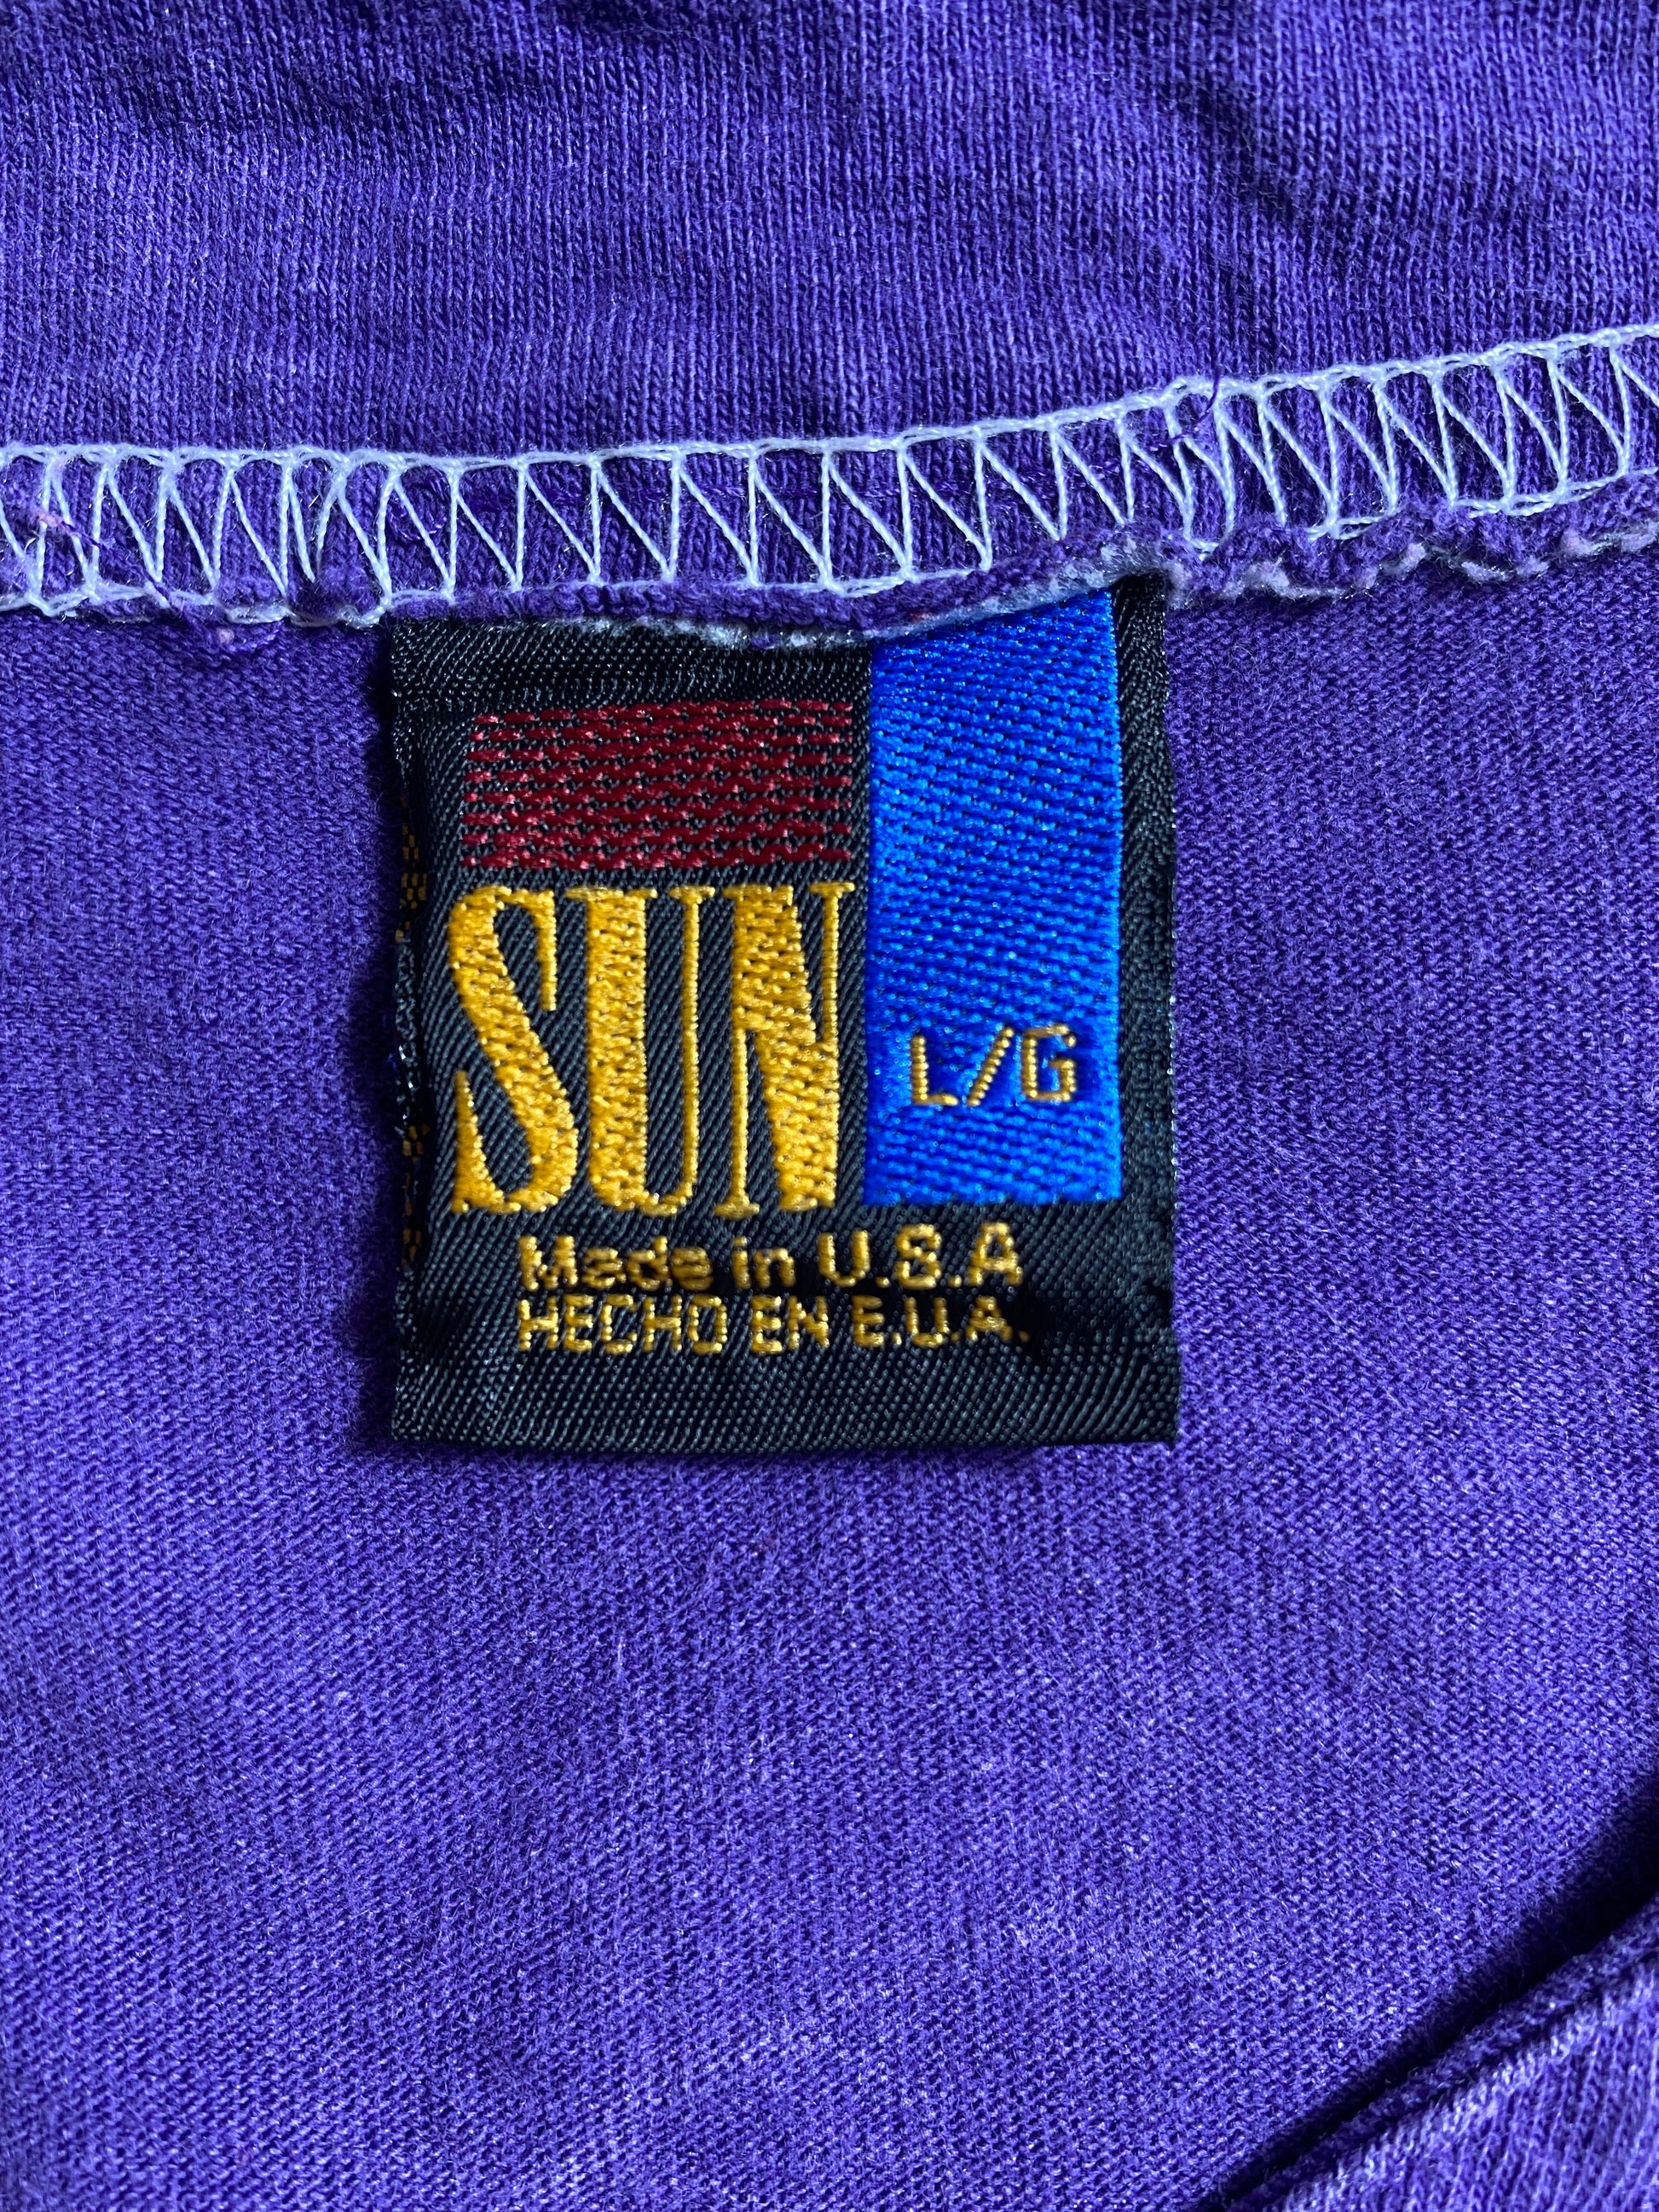 SUN
L/G
Made in U.S.A
HECHO EN E.U.A.